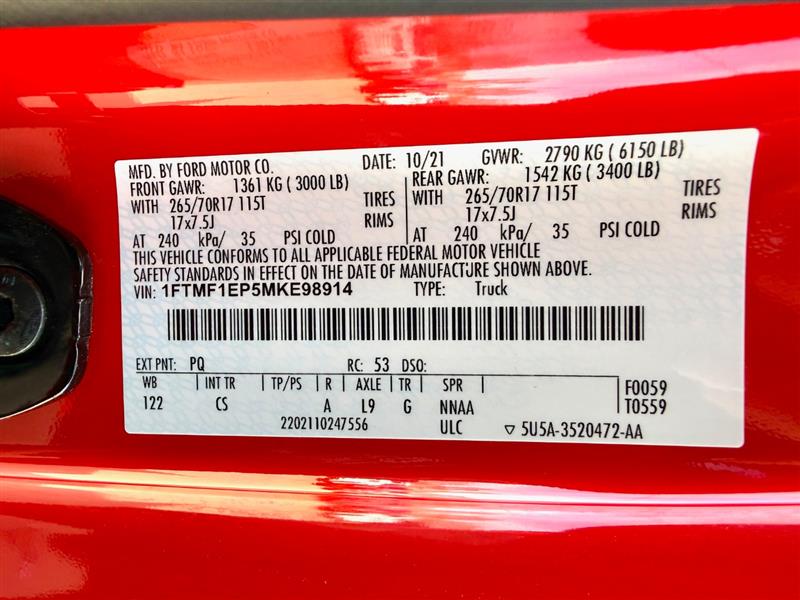 MFD. BY FORD MOTOR CO. DATE: 10/21 GVWR: 2790 KG ( 6150 LB)
FRONT GAWR: 1361 KG ( 3000 LB) REAR GAWR: 1542 KG ( 3400 LB)
WITH 265/70R17 115T TIRES WITH 265/70R17 115T TIRES
17x7.5J RIMS 17x7.5J RIMS
AT 240 kPa/ 35 PSI COLD AT 240 kPa/ 35 PSI COLD
THIS VEHICLE CONFORMS TO ALL APPLICABLE FEDERAL MOTOR VEHICLE
SAFETY STANDARDS IN EFFECT ON THE DATE OF MANUFACTURE SHOWN ABOVE.
VIN: 1FTMF1EP5MKE98914 TYPE: Truck
EXT PNT: PQ RC: 53 DSO:
WB INT TR TP/PS R AXLE TR SPR F0059
122 CS A L9 G NNAA T0559
2202110247556 ULC ▽ 5U5A-3520472-AA